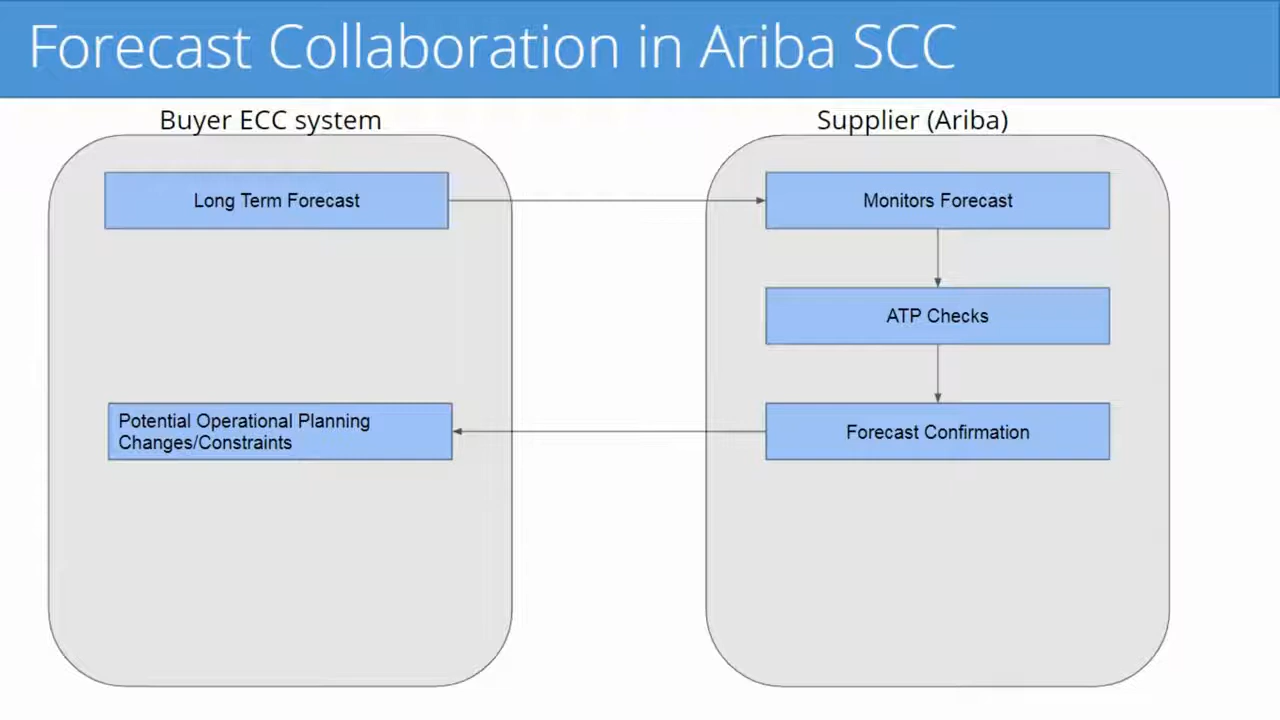 Forecast Collaboration in Ariba SCC
Buyer ECC system
Supplier (Ariba)
Long Term Forecast
Monitors Forecast
ATP Checks
Potential Operational Planning
Changes/Constraints
Forecast Confirmation